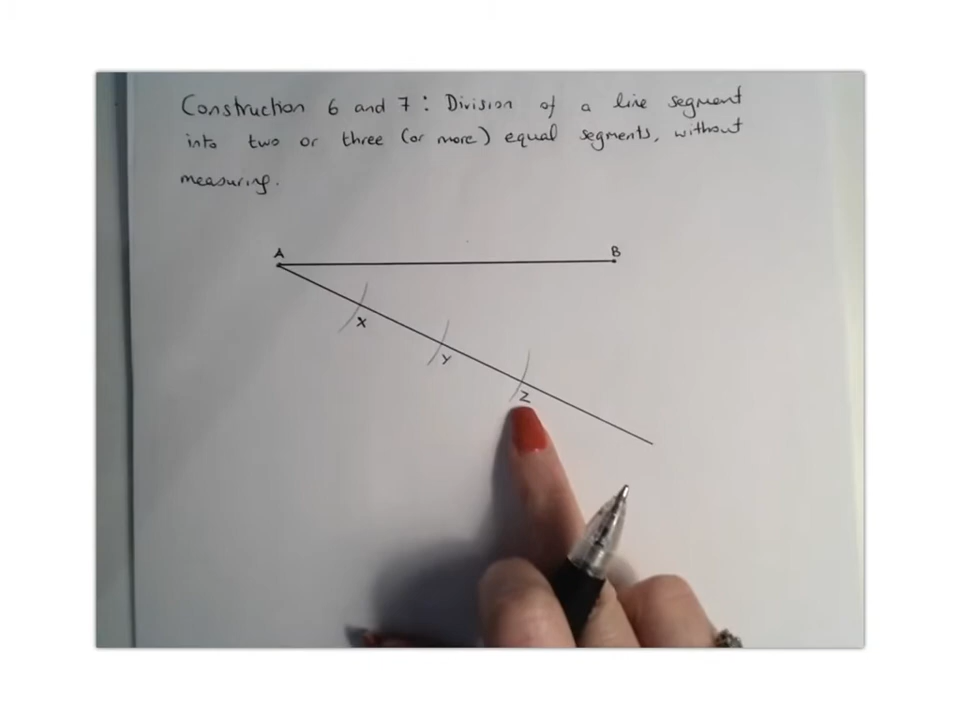 Construction 6 and 7: Division of a line segment
into two or three (or more) equal segments, without
measuring.
A B
X
Y
Z